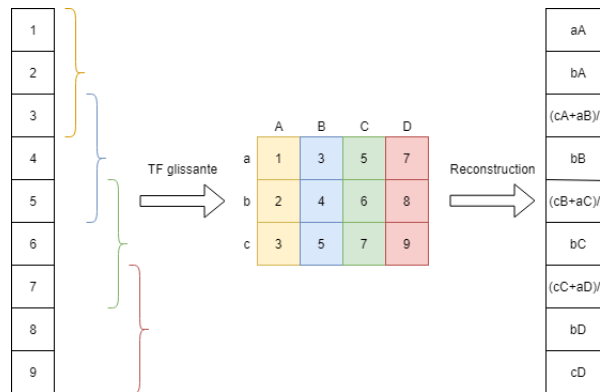 1
2
3
4
5
6
7
8
9
TF glissante
A B C D
a 1 3 5 7
b 2 4 6 8
c 3 5 7 9
Reconstruction
aA
bA
(cA+aB)/
bB
(cB+aC)/
bC
(cC+aD)/
bD
cD